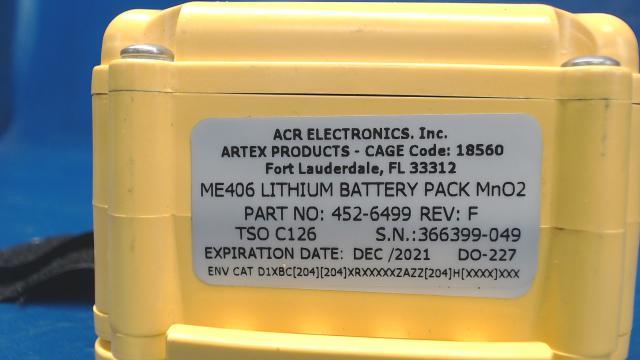 ACR ELECTRONICS. Inc.
ARTEX PRODUCTS - CAGE Code: 18560
Fort Lauderdale, FL 33312
ME406 LITHIUM BATTERY PACK MnO2
PART NO: 452-6499 REV: F
TSO C126 S.N.:366399-049
EXPIRATION DATE: DEC /2021 DO-227
ENV CAT D1XBC[204][204]XRXXXXXZAZZ[204]H[XXXX]XXX